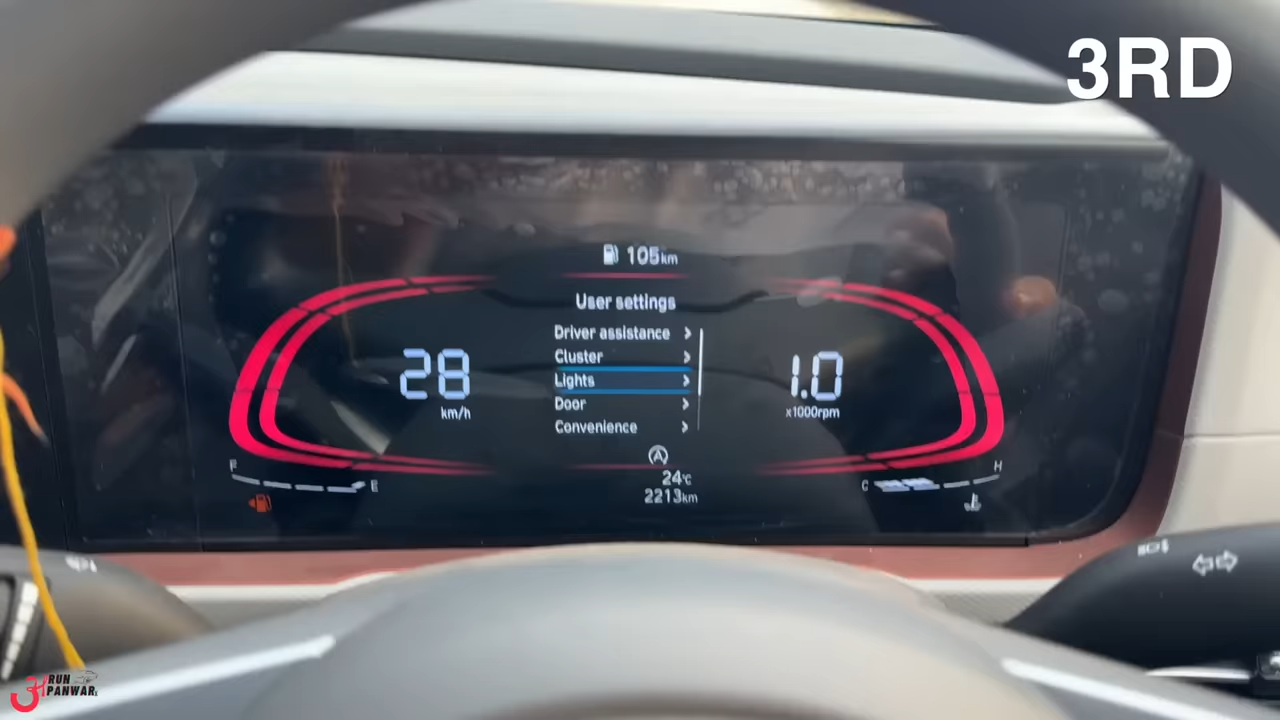 3RD
105km
User settings
Driver assistance
Cluster
Lights
Door
Convenience
28
km/h
1.0
x1000rpm
F
E
C
H
A
24°C
2213km
RUN
PANWAR